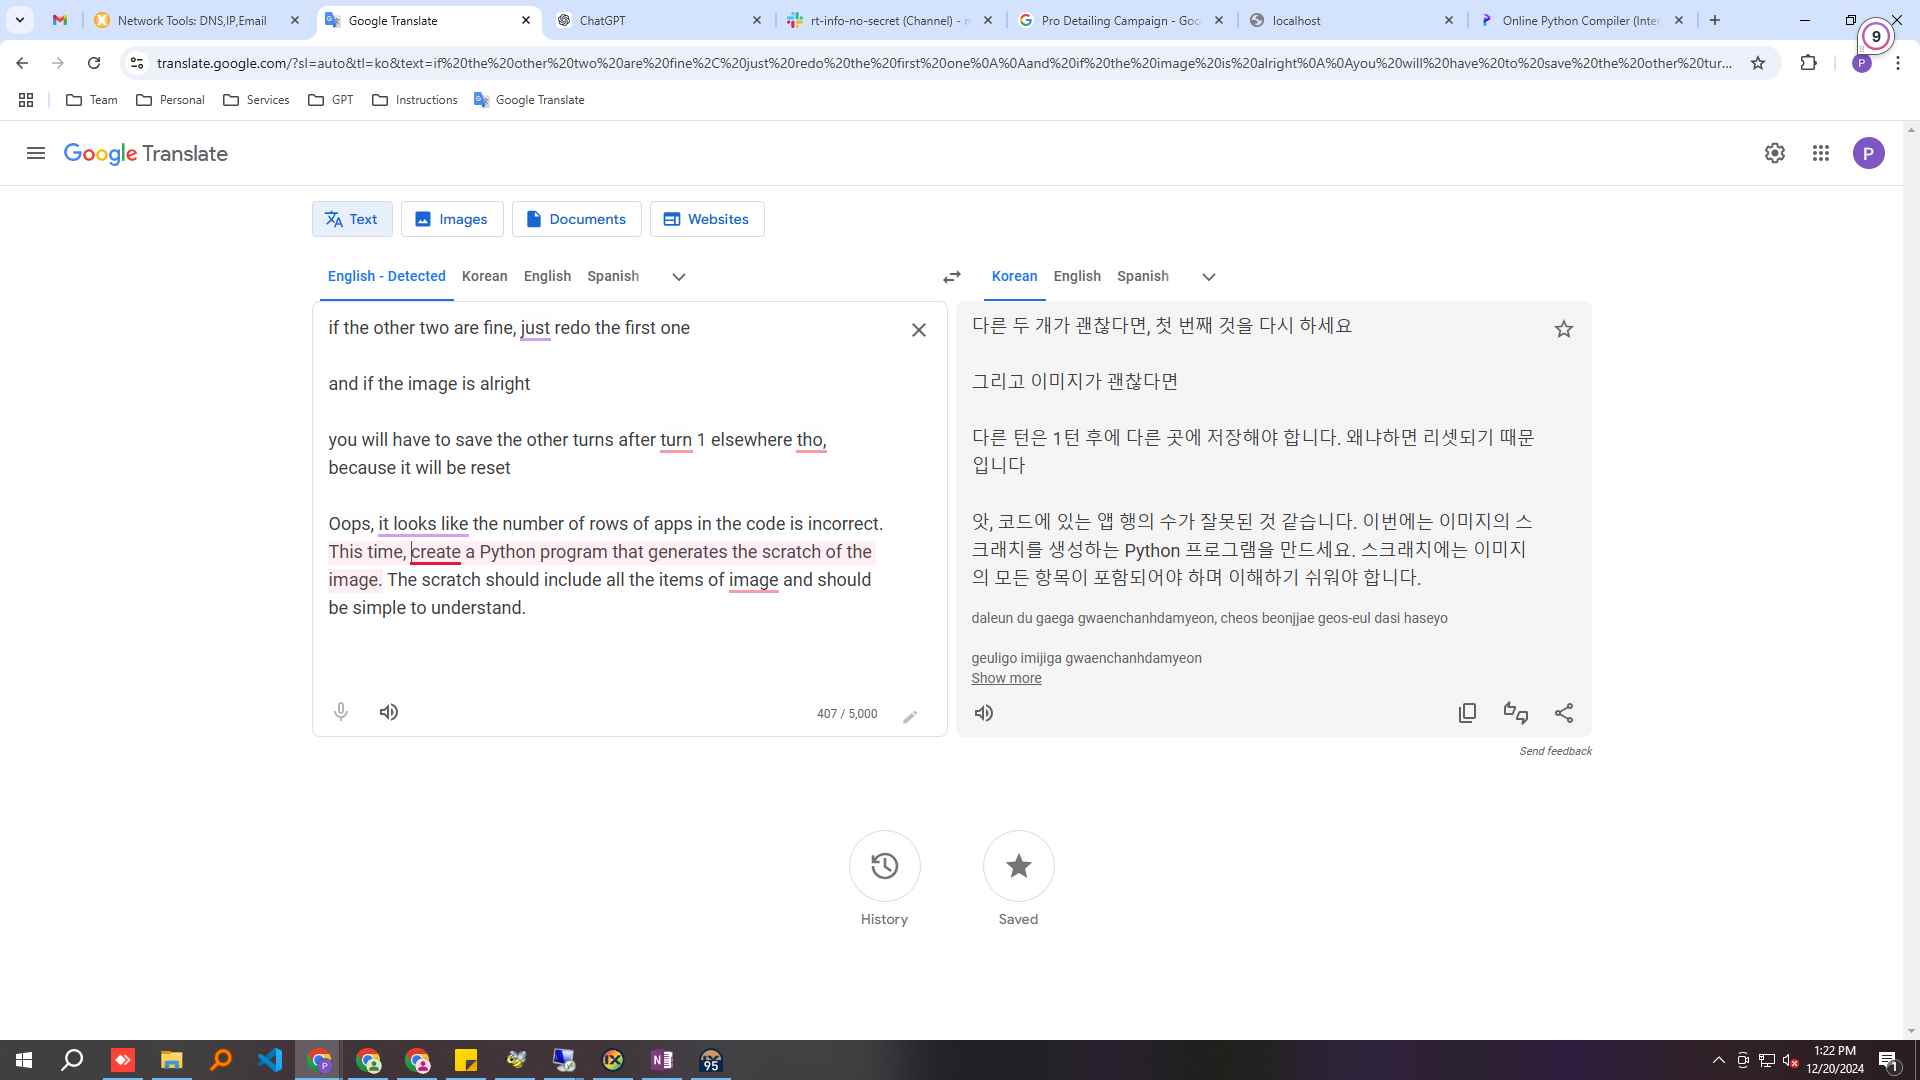 Network Tools: DNS,IP,Email
Google Translate
ChatGPT
rt-info-no-secret (Channel) -
Pro Detailing Campaign - Goo
localhost
Online Python Compiler (Inte
9
translate.google.com/?sl=auto&tl=ko&text=if%20the%20other%20two%20are%20fine%2C%20just%20redo%20the%20first%20one%0A%0Aand%20if%20the%20image%20is%20alright%0A%0Ayou%20will%20have%20to%20save%20the%20other%20tur...
P
Team
Personal
Services
GPT
Instructions
Google Translate
Google Translate
P
Text
Images
Documents
Websites
English - Detected
Korean
English
Spanish
Korean
English
Spanish
if the other two are fine, just redo the first one
and if the image is alright
you will have to save the other turns after turn 1 elsewhere tho,
because it will be reset
Oops, it looks like the number of rows of apps in the code is incorrect.
This time, create a Python program that generates the scratch of the
image. The scratch should include all the items of image and should
be simple to understand.
407 / 5,000
다른 두 개가 괜찮다면, 첫 번째 것을 다시 하세요
그리고 이미지가 괜찮다면
다른 턴은 1턴 후에 다른 곳에 저장해야 합니다. 왜냐하면 리셋되기 때문
입니다
앗, 코드에 있는 앱 행의 수가 잘못된 것 같습니다. 이번에는 이미지의 스
크래치를 생성하는 Python 프로그램을 만드세요. 스크래치에는 이미지
의 모든 항목이 포함되어야 하며 이해하기 쉬워야 합니다.
daleun du gaega gwaenchanhdamyeon, cheos beonjjae geos-eul dasi haseyo
geuligo imijiga gwaenchanhdamyeon
Show more
Send feedback
History
Saved
P
N
95
1:22 PM
12/20/2024
1